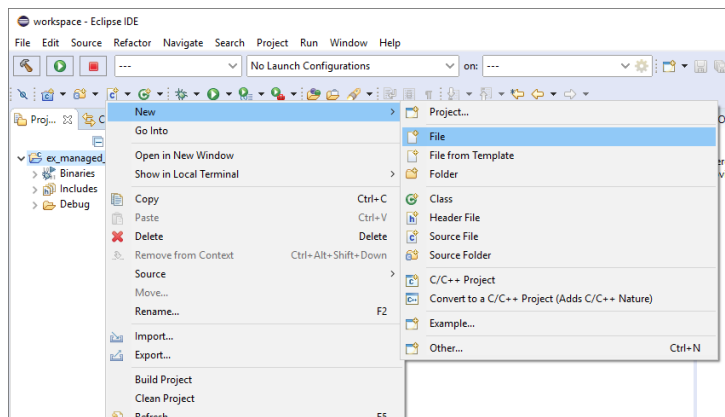 workspace - Eclipse IDE
File Edit Source Refactor Navigate Search Project Run Window Help
--- No Launch Configurations on: ---
Proj... C
ex_managed_
Binaries
Includes
Debug
New
Go Into
Open in New Window
Show in Local Terminal
Copy Ctrl+C
Paste Ctrl+V
Delete Delete
Remove from Context Ctrl+Alt+Shift+Down
Source
Move...
Rename... F2
Import...
Export...
Build Project
Clean Project
Refresh F5
Project...
File
File from Template
Folder
Class
Header File
Source File
Source Folder
C/C++ Project
Convert to a C/C++ Project (Adds C/C++ Nature)
Example...
Other... Ctrl+N